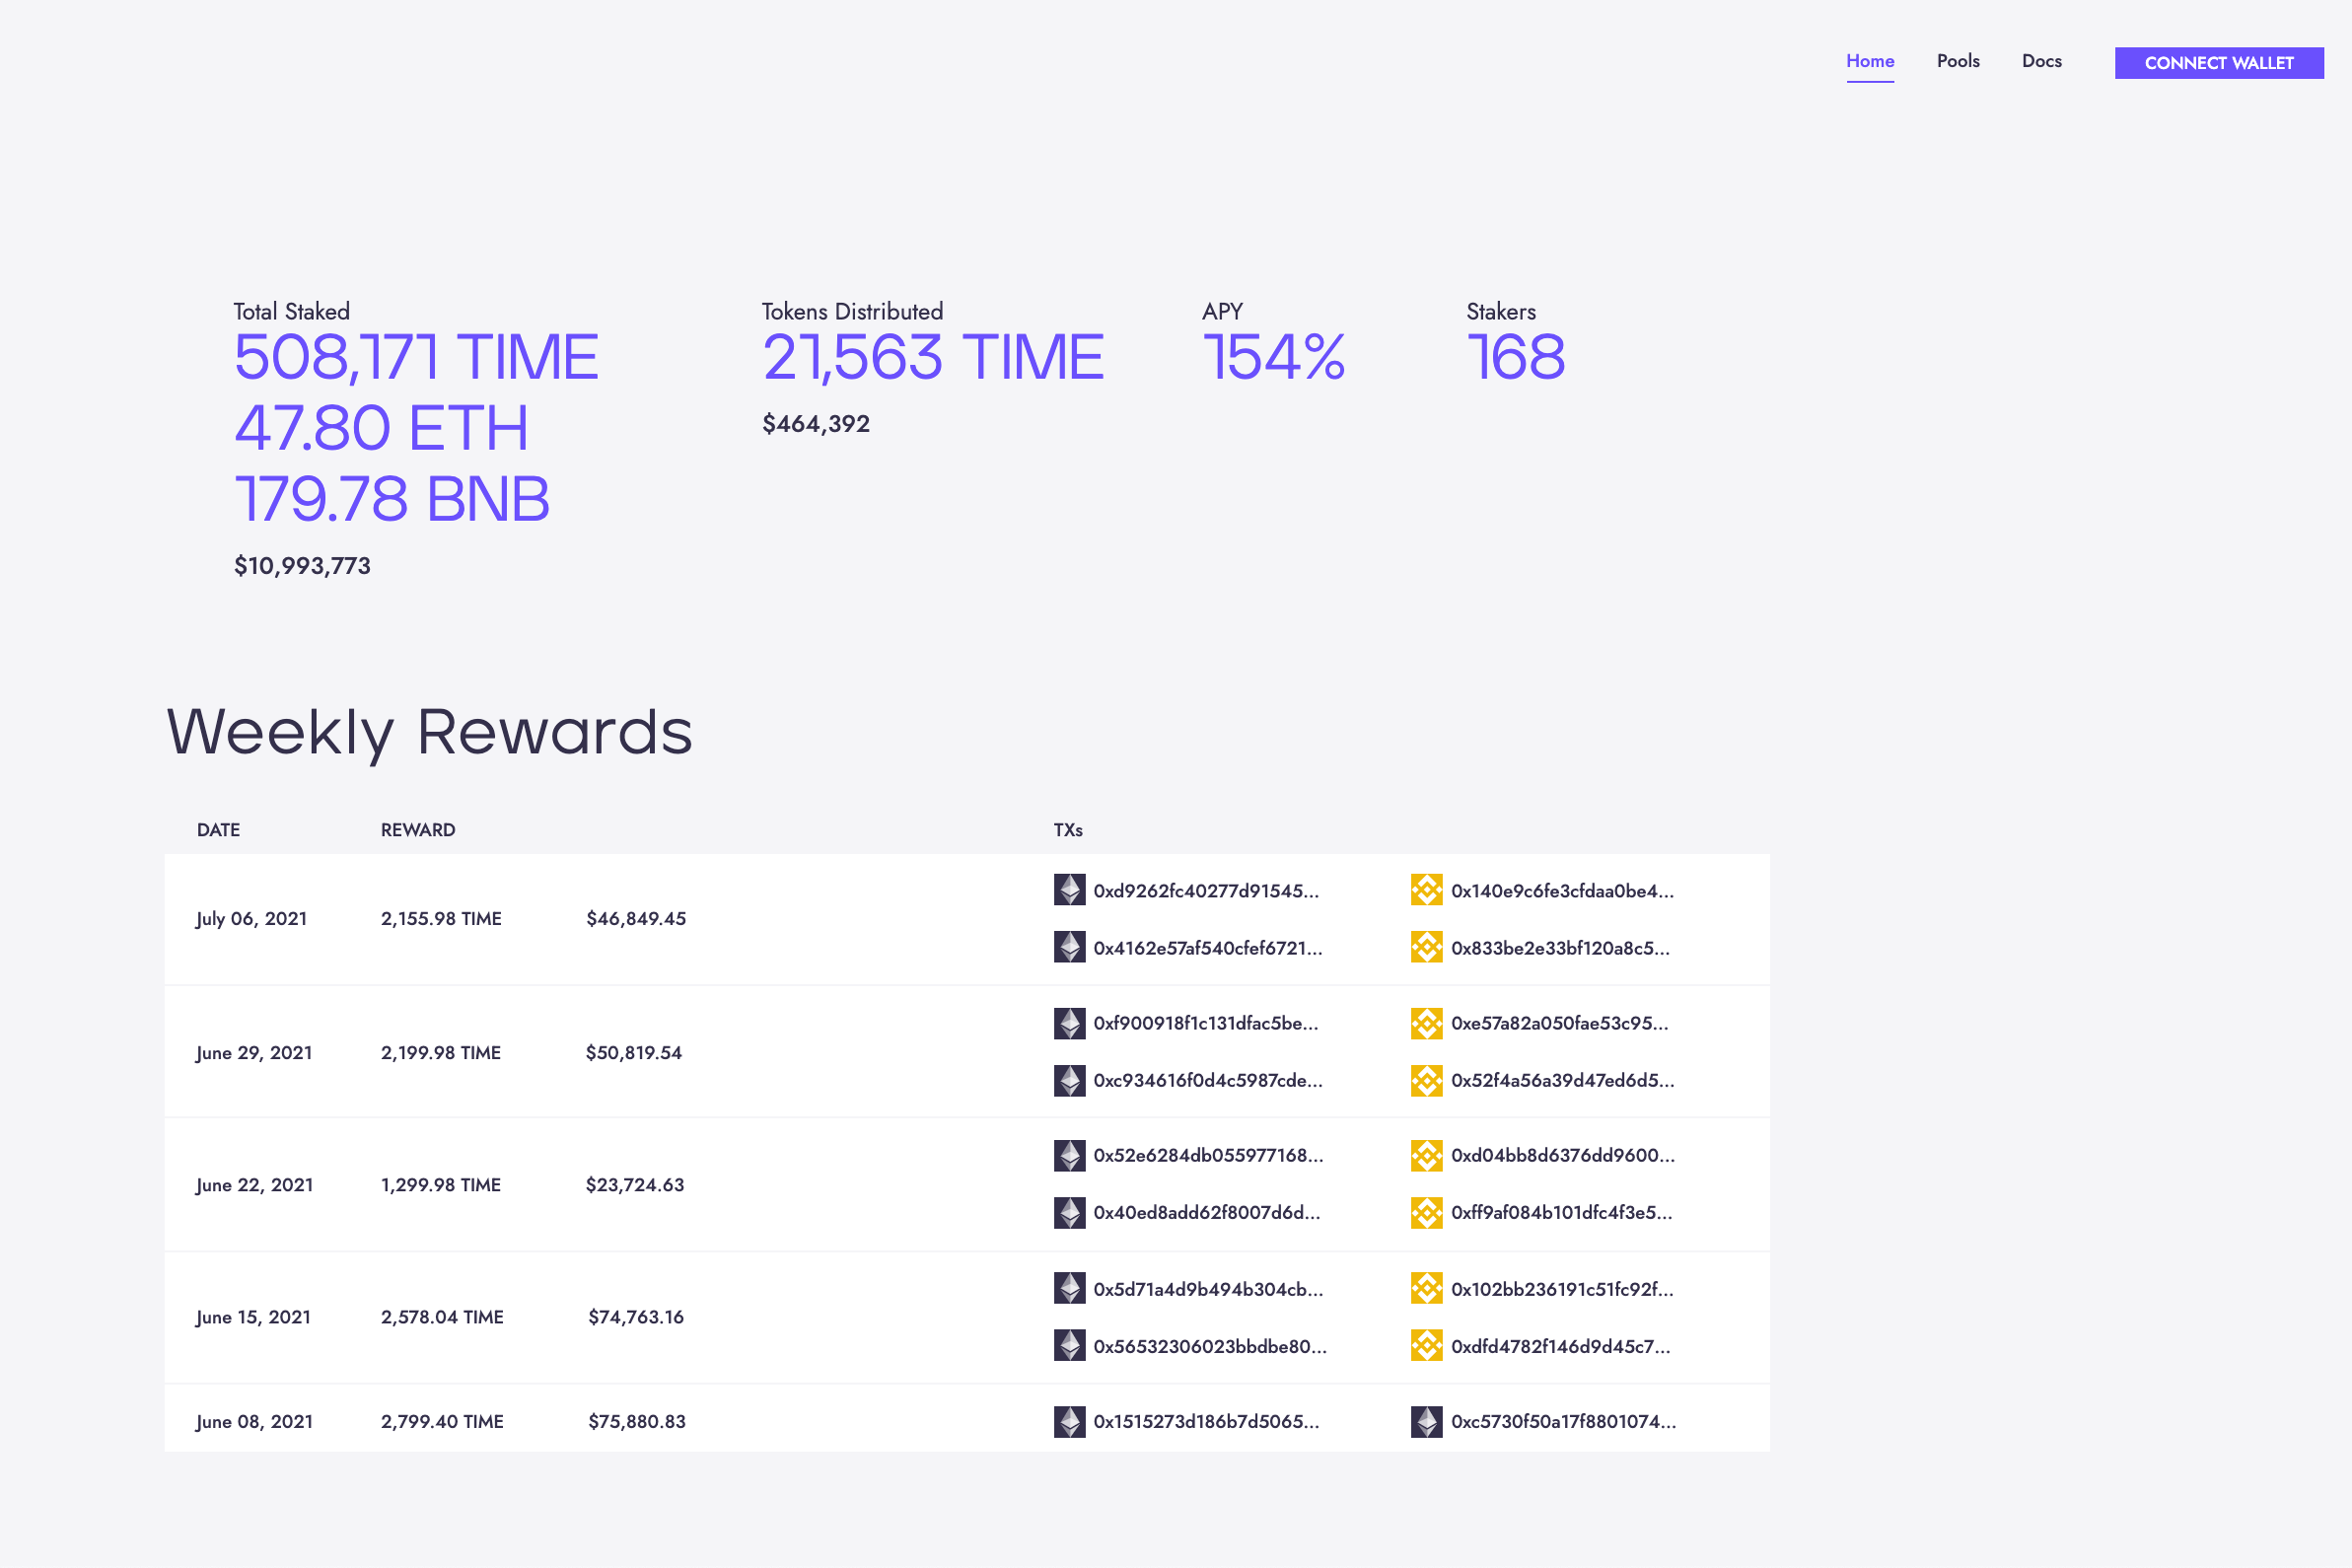 Home Pools Docs CONNECT WALLET
Total Staked Tokens Distributed APY Stakers
508,171 TIME 21,563 TIME 154% 168
47.80 ETH $464,392
179.78 BNB
$10,993,773
Weekly Rewards
DATE REWARD TXs
0xd9262fc40277d91545... 0x140e9c6fe3cfdaa0be4...
July 06, 2021 2,155.98 TIME $46,849.45
0x4162e57af540cfef6721... 0x833be2e33bf120a8c5...
0xf900918f1c131dfac5be... 0xe57a82a050fae53c95...
June 29, 2021 2,199.98 TIME $50,819.54
0xc934616f0d4c5987cde... 0x52f4a56a39d47ed6d5...
0x52e6284db055977168... 0xd04bb8d6376dd9600...
June 22, 2021 1,299.98 TIME $23,724.63
0x40ed8add62f8007d6d... 0xff9af084b101dfc4f3e5...
0x5d71a4d9b494b304cb... 0x102bb236191c51fc92f...
June 15, 2021 2,578.04 TIME $74,763.16
0x56532306023bbdbe80... 0xdfd4782f146d9d45c7...
June 08, 2021 2,799.40 TIME $75,880.83 0x1515273d186b7d5065... 0xc5730f50a17f8801074...